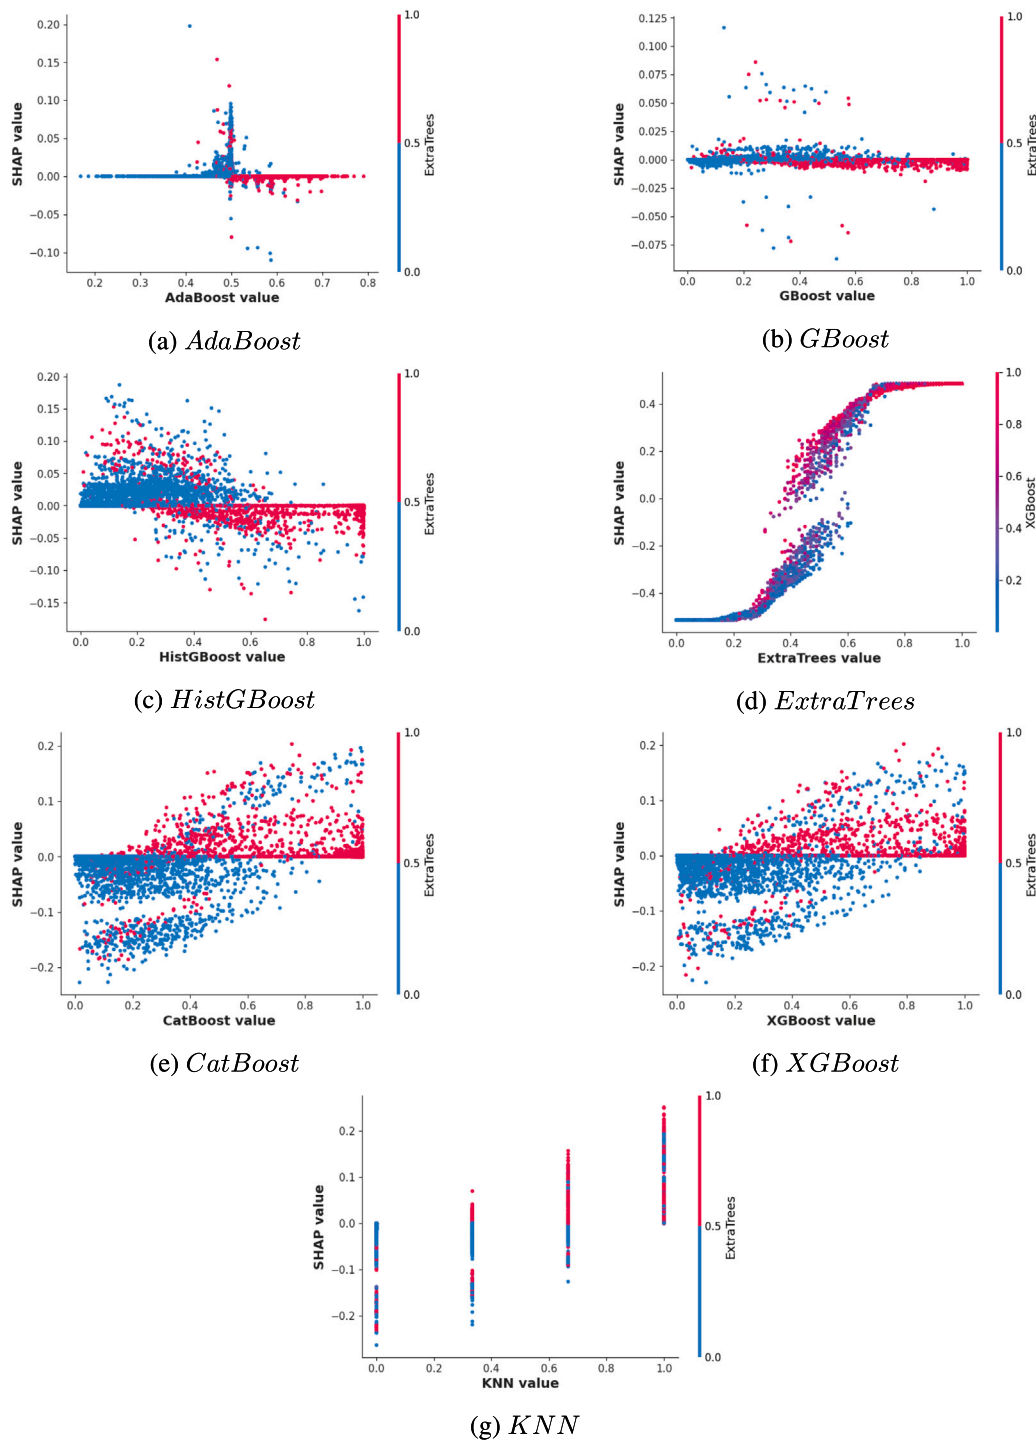 0.20
0.15
0.10
0.05
0.00
−0.05
−0.10
SHAP value
0.2 0.3 0.4 0.5 0.6 0.7 0.8
AdaBoost value
1.0
0.5
0.0
ExtraTrees
(a) AdaBoost
0.125
0.100
0.075
0.050
0.025
0.000
−0.025
−0.050
−0.075
SHAP value
0.0 0.2 0.4 0.6 0.8 1.0
GBoost value
1.0
0.5
0.0
ExtraTrees
(b) GBoost
0.20
0.15
0.10
0.05
0.00
−0.05
−0.10
−0.15
SHAP value
0.0 0.2 0.4 0.6 0.8 1.0
HistGBoost value
1.0
0.5
0.0
ExtraTrees
(c) HistGBoost
0.4
0.2
0.0
−0.2
−0.4
SHAP value
0.0 0.2 0.4 0.6 0.8 1.0
ExtraTrees value
1.0
0.8
0.6
0.4
0.2
XGBoost
(d) ExtraTrees
0.2
0.1
0.0
−0.1
−0.2
SHAP value
0.0 0.2 0.4 0.6 0.8 1.0
CatBoost value
1.0
0.5
0.0
ExtraTrees
(e) CatBoost
0.2
0.1
0.0
−0.1
−0.2
SHAP value
0.0 0.2 0.4 0.6 0.8 1.0
XGBoost value
1.0
0.5
0.0
ExtraTrees
(f) XGBoost
0.2
0.1
0.0
−0.1
−0.2
SHAP value
0.0 0.2 0.4 0.6 0.8 1.0
KNN value
1.0
0.5
0.0
ExtraTrees
(g) KNN